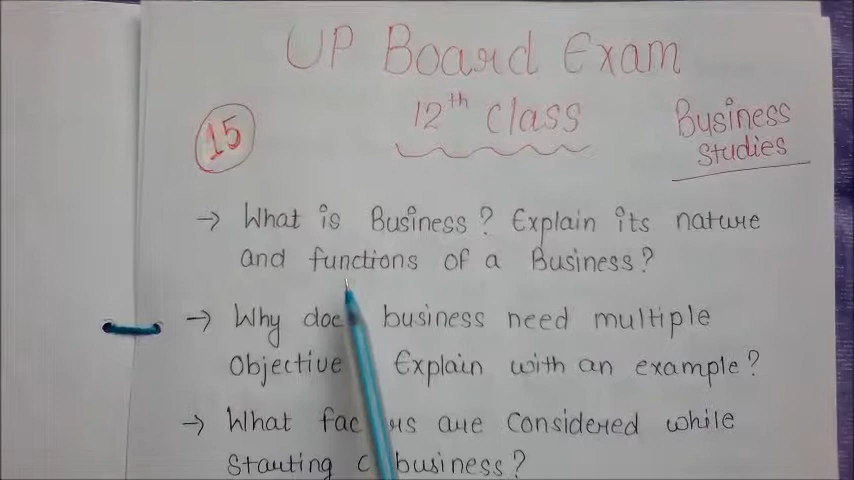 UP Board Exam
15
12th Class
Business
Studies
→ What is Business? Explain its nature
and functions of a Business?
→ Why does business need multiple
Objective Explain with an example?
→ What are Considered while
Starting business?